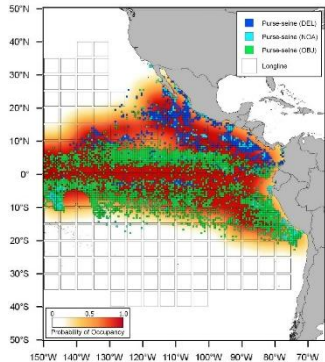 50°N
40°N
30°N
20°N
10°N
0°
10°S
20°S
30°S
40°S
50°S
Purse-seine (DEL)
Purse-seine (NOA)
Purse-seine (OBJ)
Longline
0 0.5 1.0
Probability of Occupancy
150°W 140°W 130°W 120°W 110°W 100°W 90°W 80°W 70°W